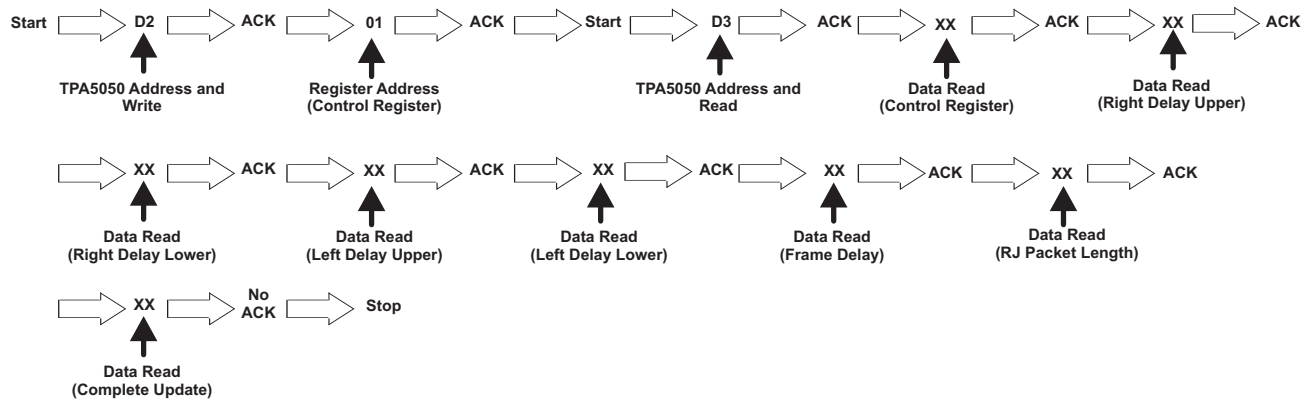 Start D2 ACK 01 ACK Start D3 ACK XX ACK XX ACK
TPA5050 Address and Write
Register Address (Control Register)
TPA5050 Address and Read
Data Read (Control Register)
Data Read (Right Delay Upper)
XX ACK XX ACK XX ACK XX ACK XX ACK
Data Read (Right Delay Lower)
Data Read (Left Delay Upper)
Data Read (Left Delay Lower)
Data Read (Frame Delay)
Data Read (RJ Packet Length)
XX No ACK Stop
Data Read (Complete Update)